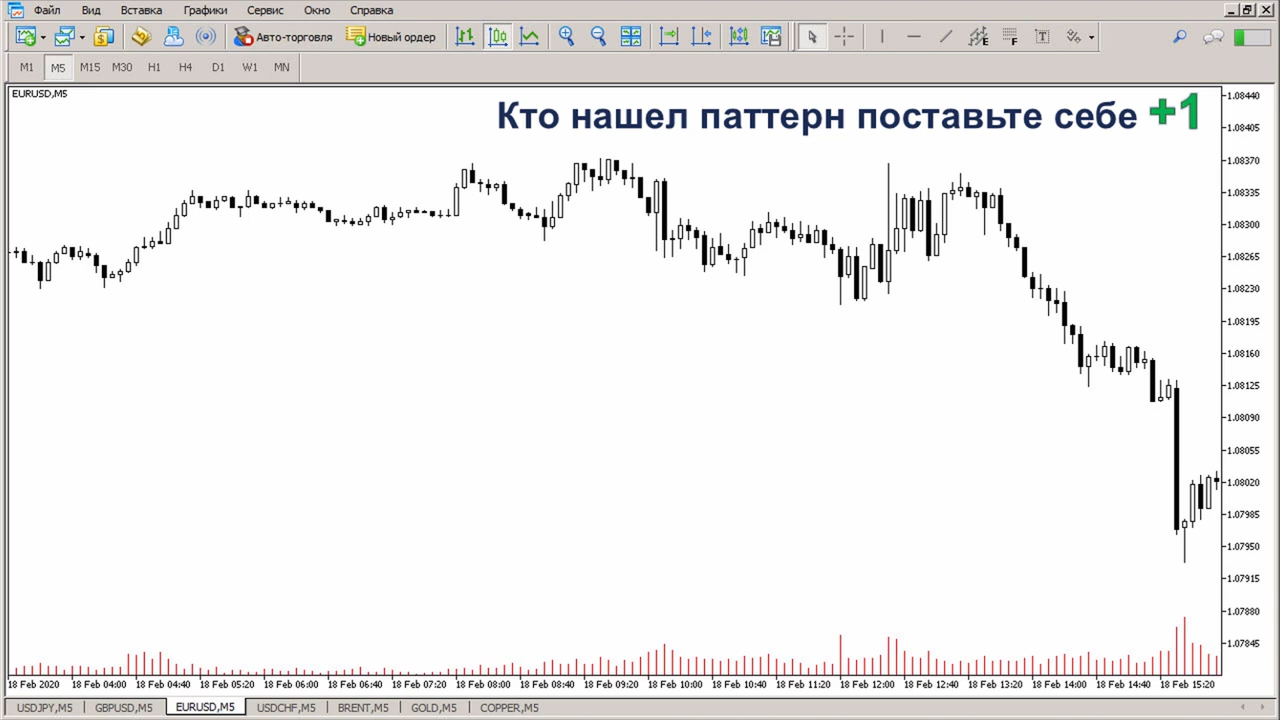 Файл Вид Вставка Графики Сервис Окно Справка
Авто-торговля Новый ордер
M1 M5 M15 M30 H1 H4 D1 W1 MN
EURUSD,M5
Кто нашел паттерн поставьте себе +1
1.08440
1.08405
1.08370
1.08335
1.08300
1.08265
1.08230
1.08195
1.08160
1.08125
1.08090
1.08055
1.08020
1.07985
1.07950
1.07915
1.07880
1.07845
18 Feb 2020 18 Feb 04:00 18 Feb 04:40 18 Feb 05:20 18 Feb 06:00 18 Feb 06:40 18 Feb 07:20 18 Feb 08:00 18 Feb 08:40 18 Feb 09:20 18 Feb 10:00 18 Feb 10:40 18 Feb 11:20 18 Feb 12:00 18 Feb 12:40 18 Feb 13:20 18 Feb 14:00 18 Feb 14:40 18 Feb 15:20
USDJPY,M5 GBPUSD,M5 EURUSD,M5 USDCHF,M5 BRENT,M5 GOLD,M5 COPPER,M5